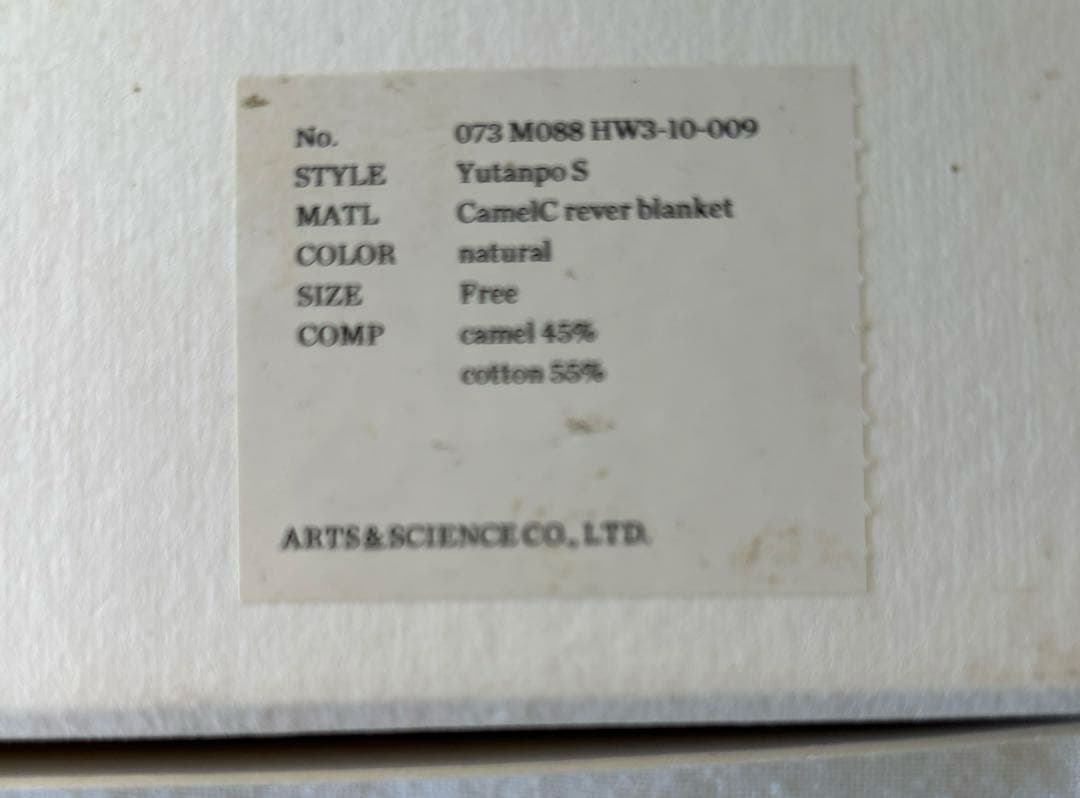 No. 073 M088 HW3-10-009
STYLE Yutanpo S
MATL CamelC rever blanket
COLOR natural
SIZE Free
COMP camel 45%
cotton 55%
ARTS&SCIENCE CO., LTD.